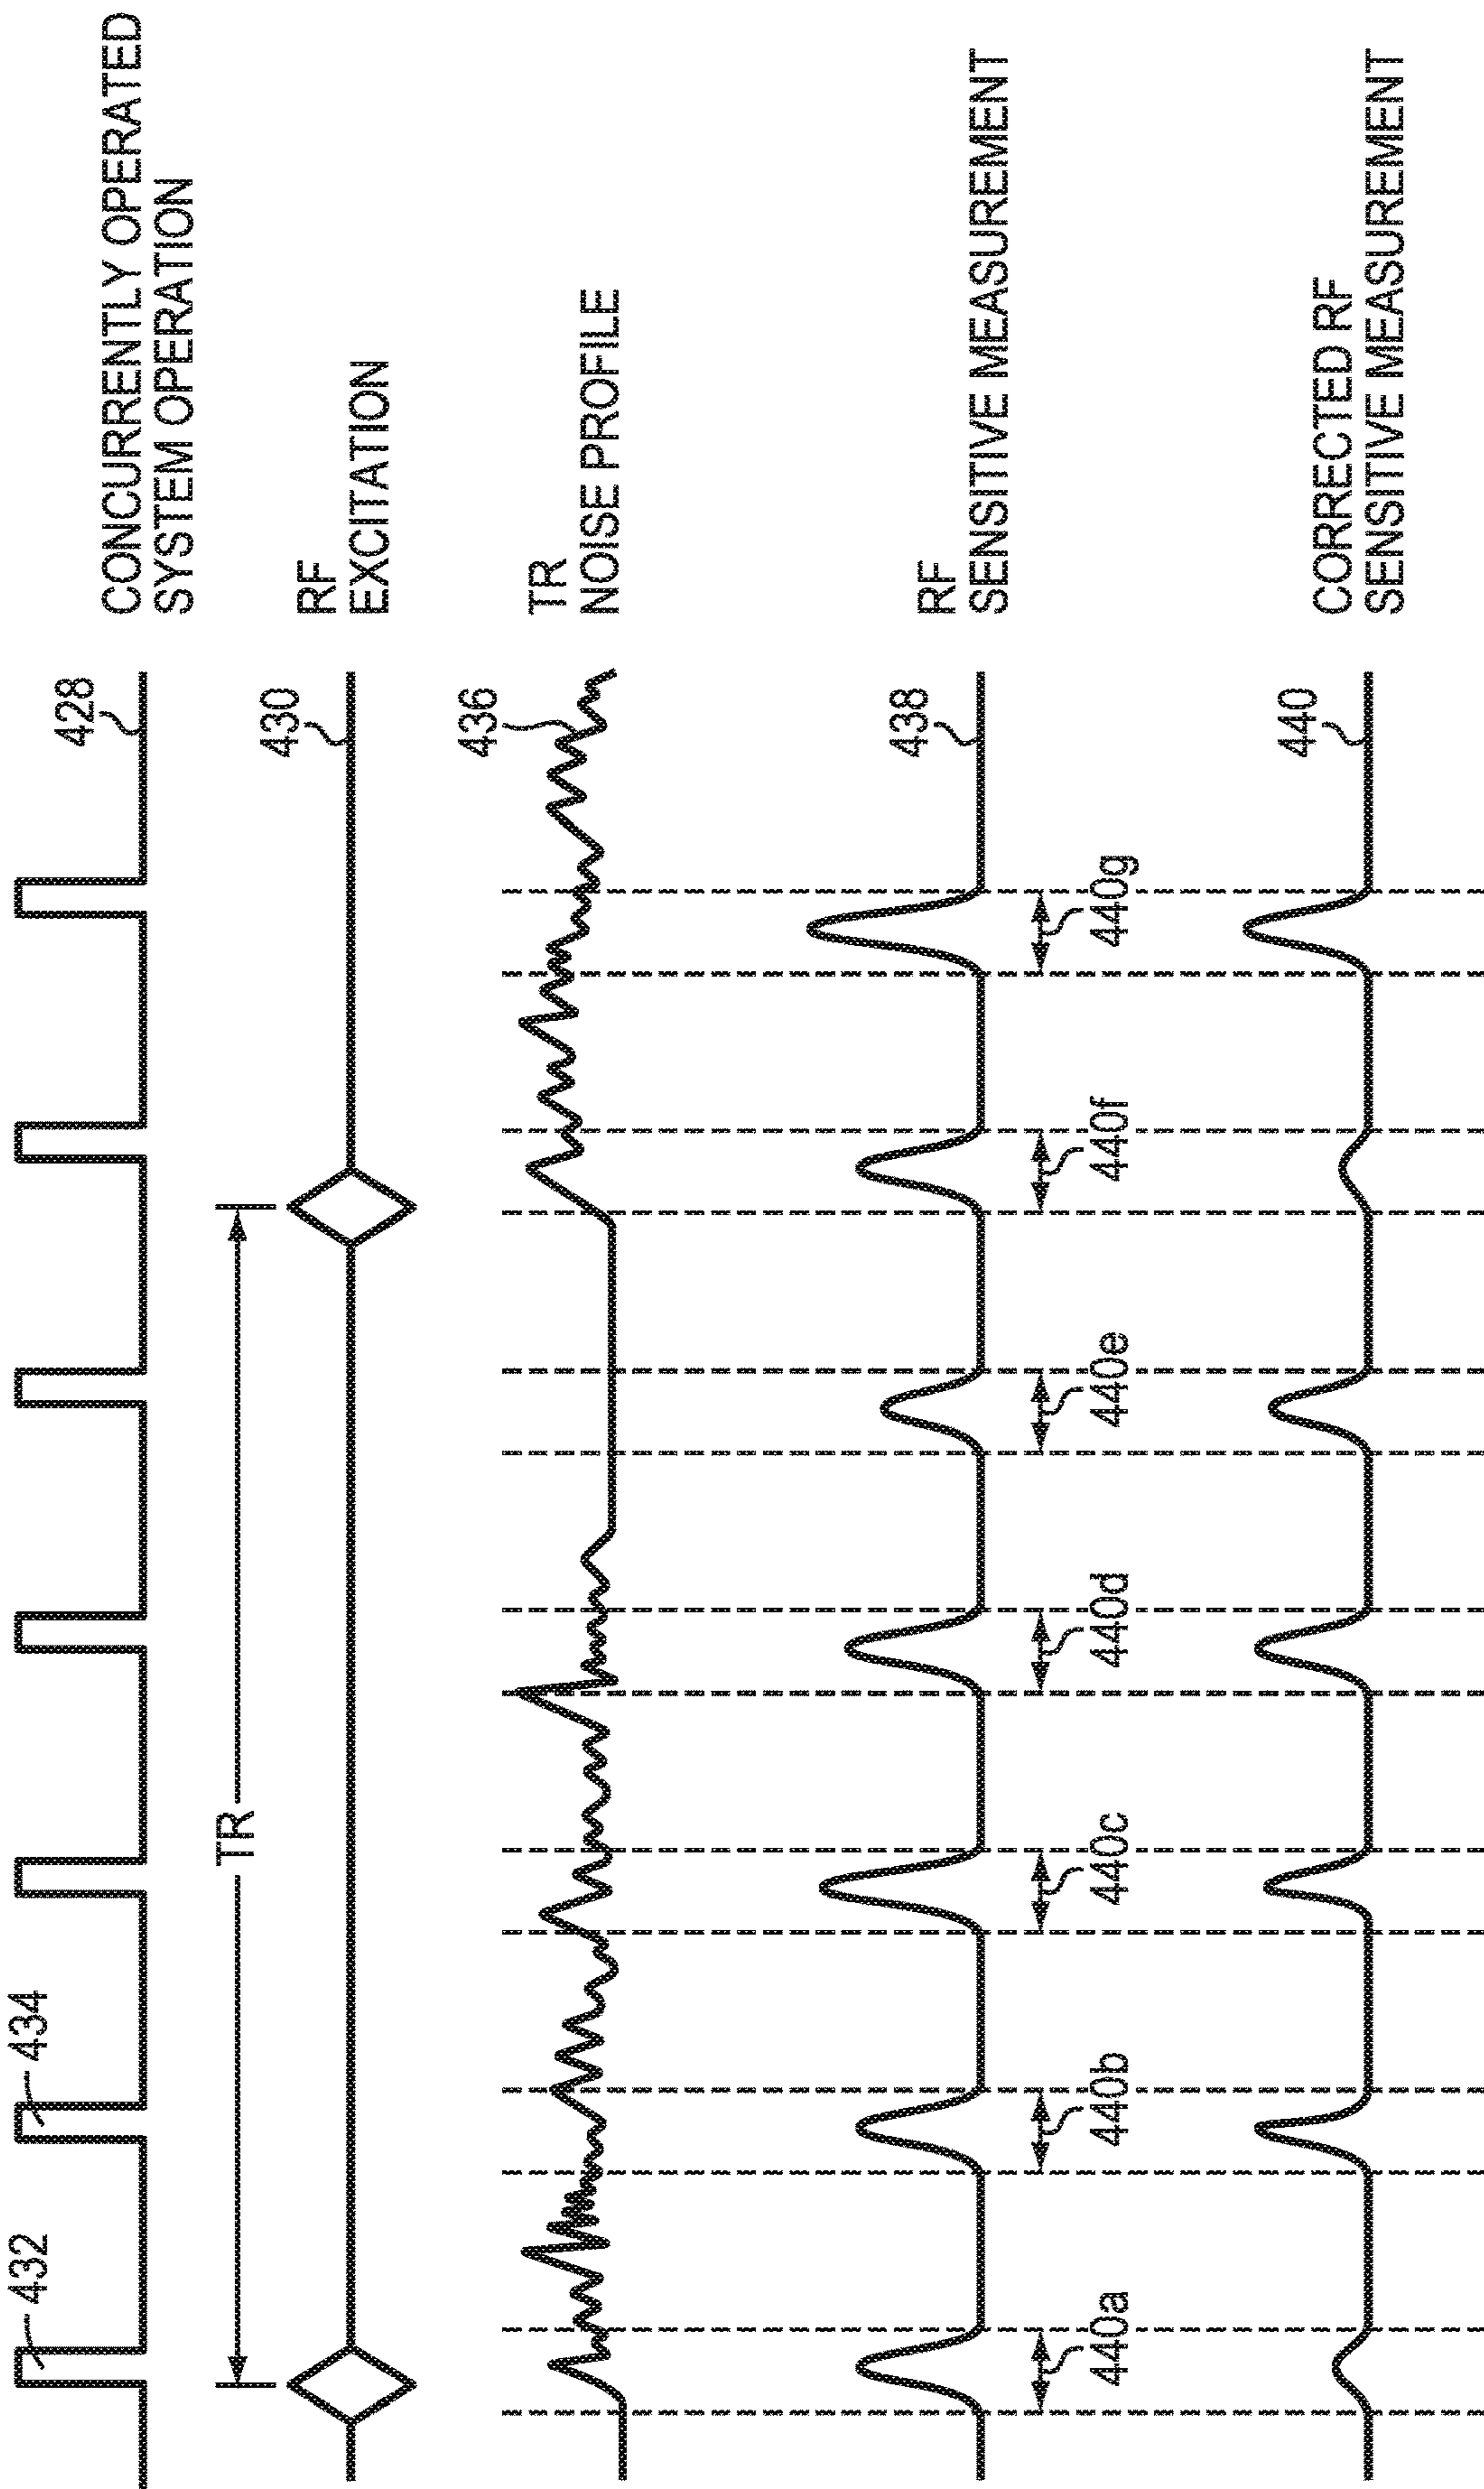 432
434
428
CONCURRENTLY OPERATED
SYSTEM OPERATION
TR
430
RF
EXCITATION
436
TR
NOISE PROFILE
438
RF
SENSITIVE MEASUREMENT
440a
440b
440c
440d
440e
440f
440g
440
CORRECTED RF
SENSITIVE MEASUREMENT